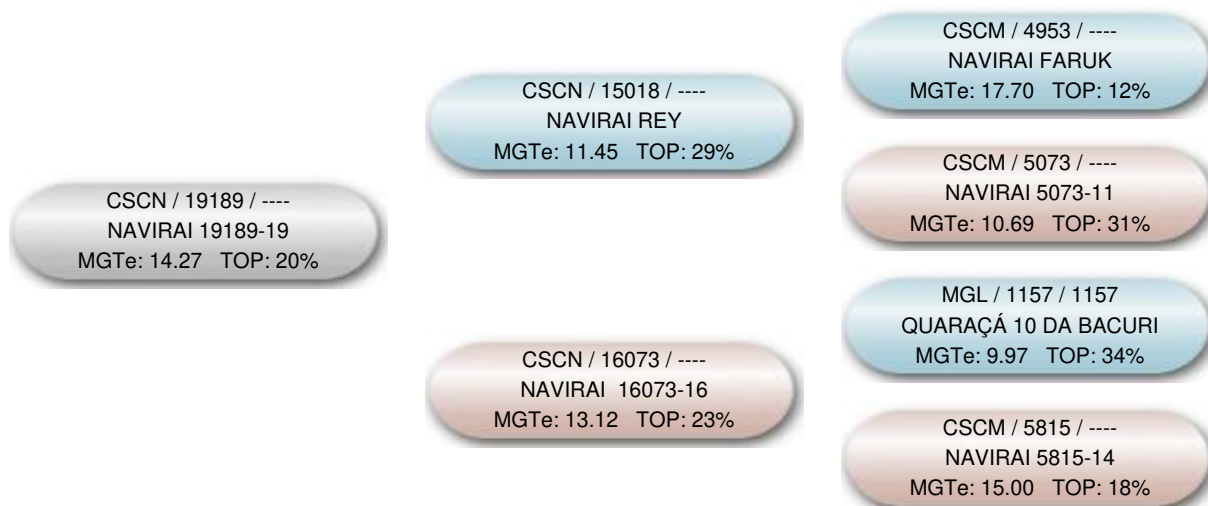 CSCN / 19189 / ----
NAVIRAI 19189-19
MGTe: 14.27 TOP: 20%
CSCN / 15018 / ----
NAVIRAI REY
MGTe: 11.45 TOP: 29%
CSCN / 16073 / ----
NAVIRAI 16073-16
MGTe: 13.12 TOP: 23%
CSCM / 4953 / ----
NAVIRAI FARUK
MGTe: 17.70 TOP: 12%
CSCM / 5073 / ----
NAVIRAI 5073-11
MGTe: 10.69 TOP: 31%
MGL / 1157 / 1157
QUARAÇÁ 10 DA BACURI
MGTe: 9.97 TOP: 34%
CSCM / 5815 / ----
NAVIRAI 5815-14
MGTe: 15.00 TOP: 18%